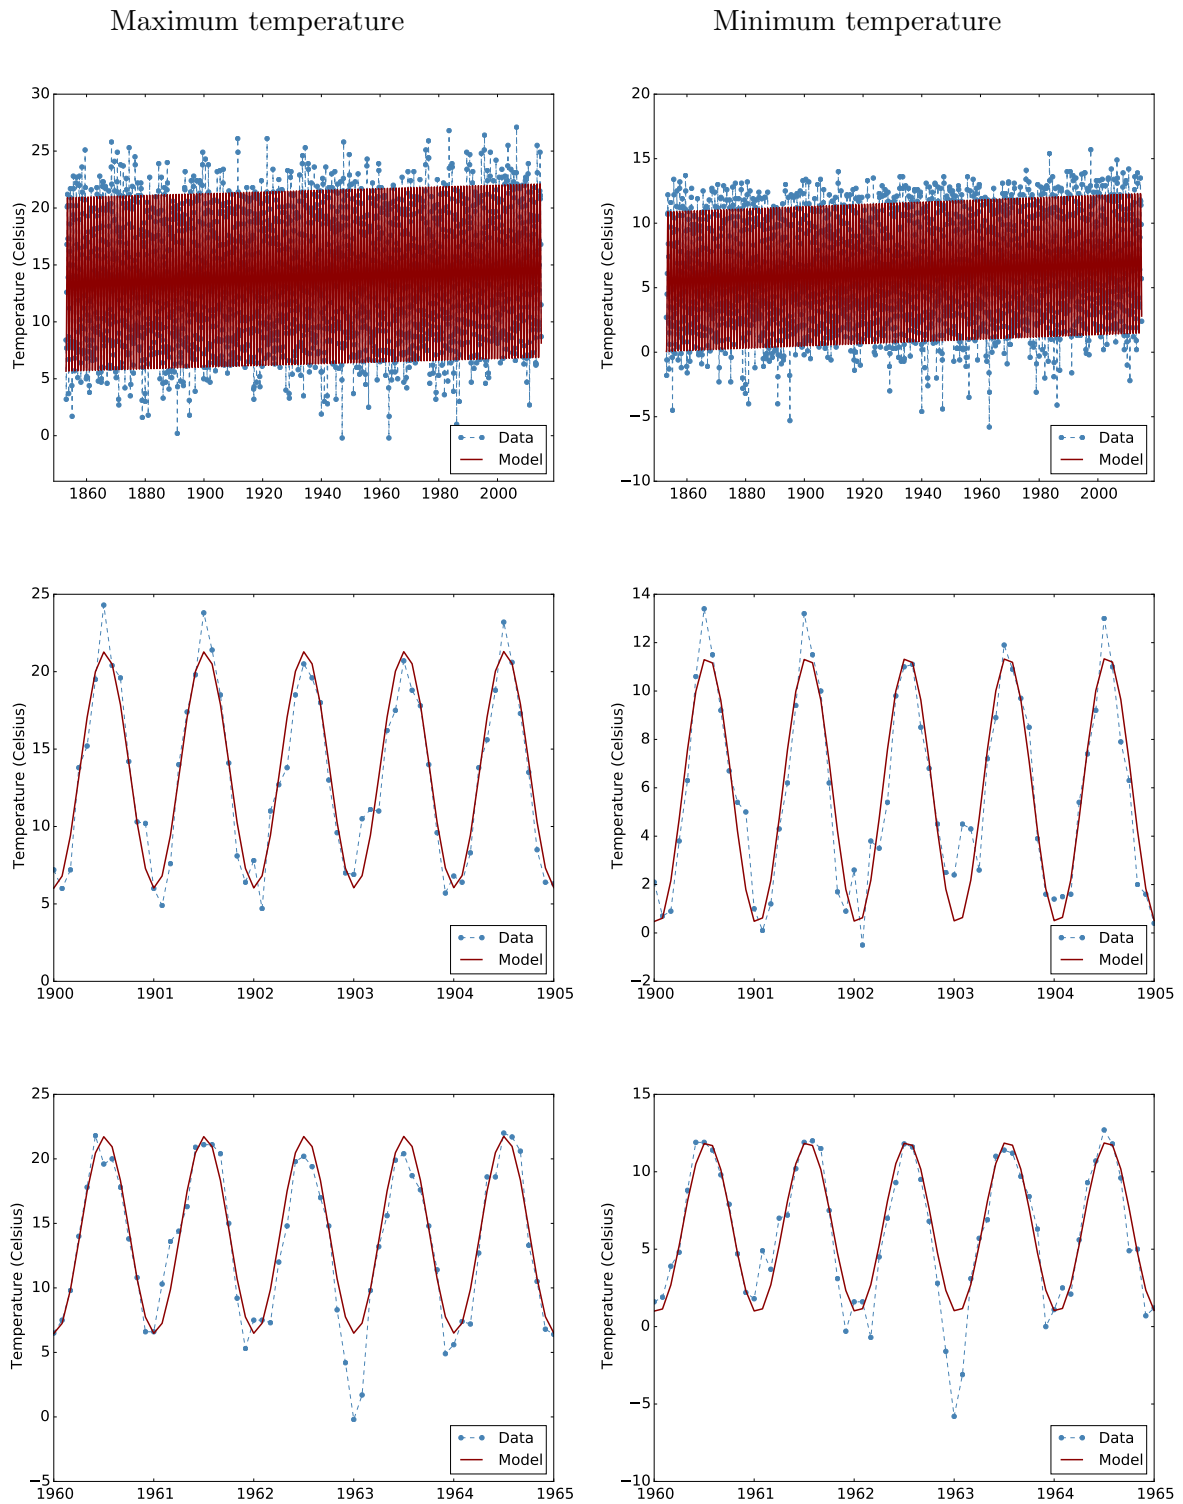 Maximum temperature
Minimum temperature
30
25
20
15
10
5
0
Temperature (Celsius)
Data
Model
1860 1880 1900 1920 1940 1960 1980 2000
20
15
10
5
0
−5
−10
Temperature (Celsius)
Data
Model
1860 1880 1900 1920 1940 1960 1980 2000
25
20
15
10
5
0
Temperature (Celsius)
Data
Model
1900 1901 1902 1903 1904 1905
14
12
10
8
6
4
2
0
−2
Temperature (Celsius)
Data
Model
1900 1901 1902 1903 1904 1905
25
20
15
10
5
0
−5
Temperature (Celsius)
Data
Model
1960 1961 1962 1963 1964 1965
15
10
5
0
−5
−10
Temperature (Celsius)
Data
Model
1960 1961 1962 1963 1964 1965